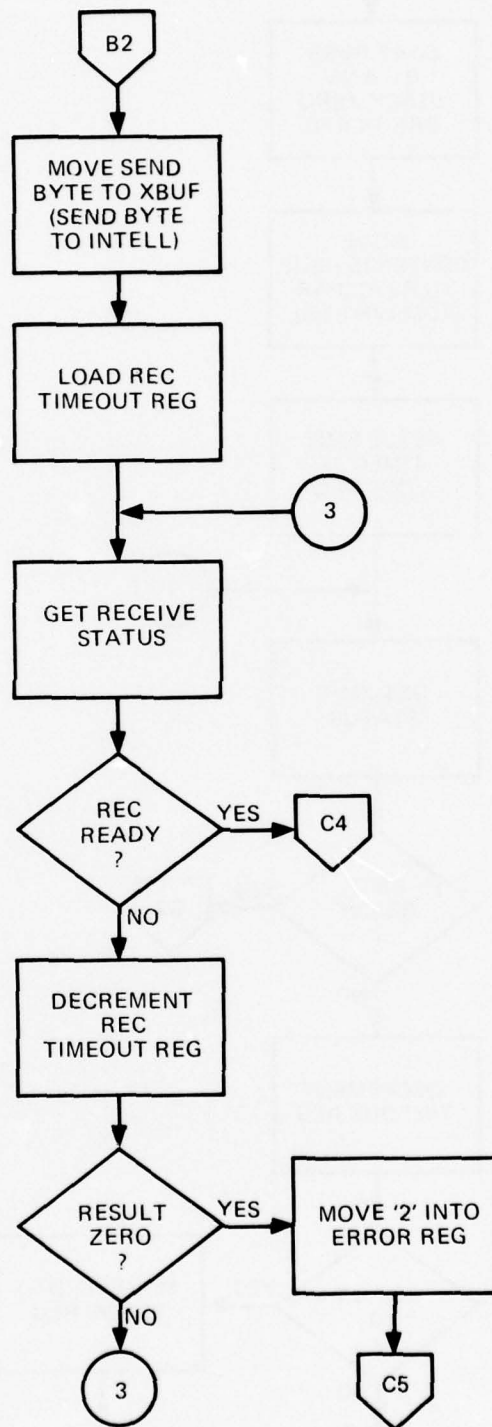 B2
MOVE SEND
BYTE TO XBUF
(SEND BYTE
TO INTELL)
LOAD REC
TIMEOUT REG
3
GET RECEIVE
STATUS
REC
READY
?
YES
C4
NO
DECREMENT
REC
TIMEOUT REG
RESULT
ZERO
?
YES
MOVE '2' INTO
ERROR REG
NO
3
C5